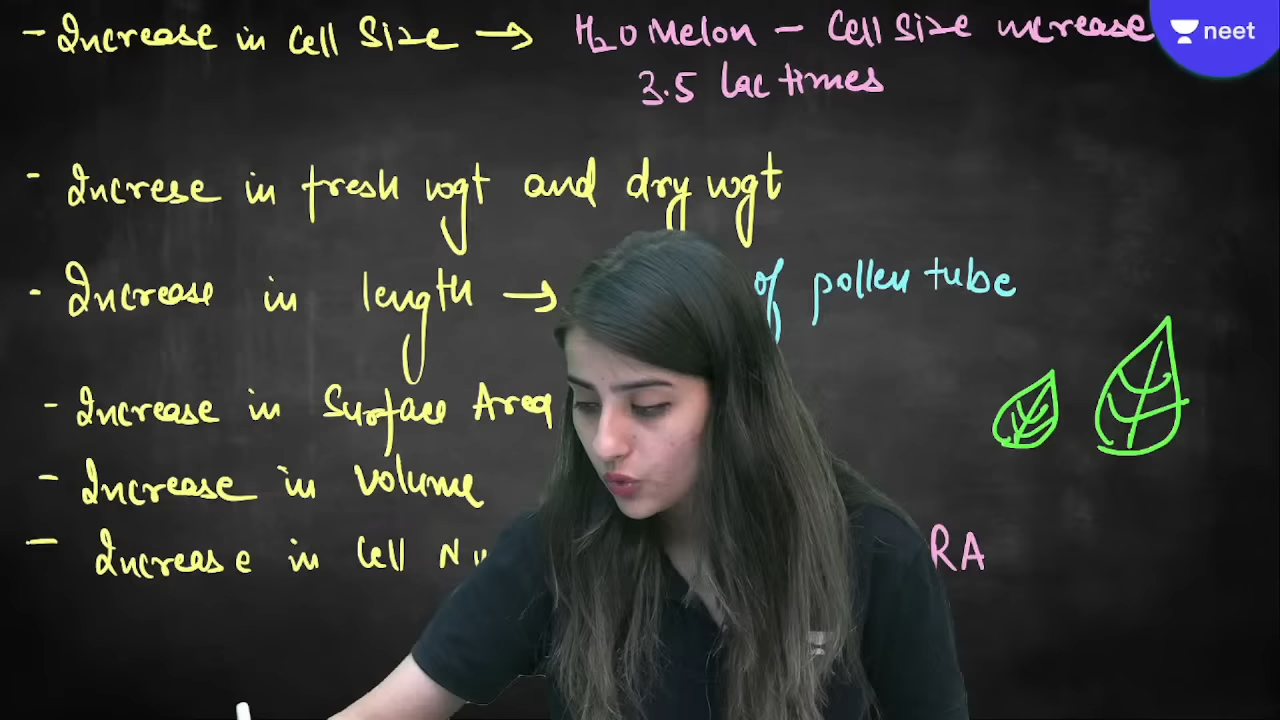 - Increase in Cell Size → H2O Melon - Cell Size increase
3.5 lac times
neet
- Increse in fresh wgt and dry wgt
- Increase in length → of pollen tube
- Increase in Surface Area
- Increase in volume
- Increase in Cell
RA